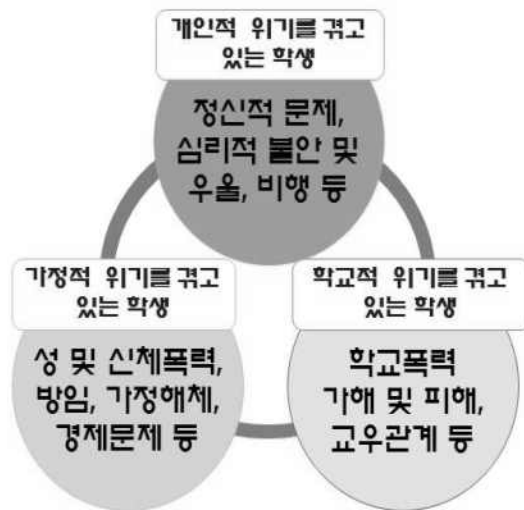 개인적 위기를 겪고
있는 학생
정신적 문제,
심리적 불안 및
우울, 비행 등
가정적 위기를 겪고
있는 학생
성 및 신체폭력,
방임, 가정해체,
경제문제 등
학교적 위기를 겪고
있는 학생
학교폭력
가해 및 피해,
교우관계 등